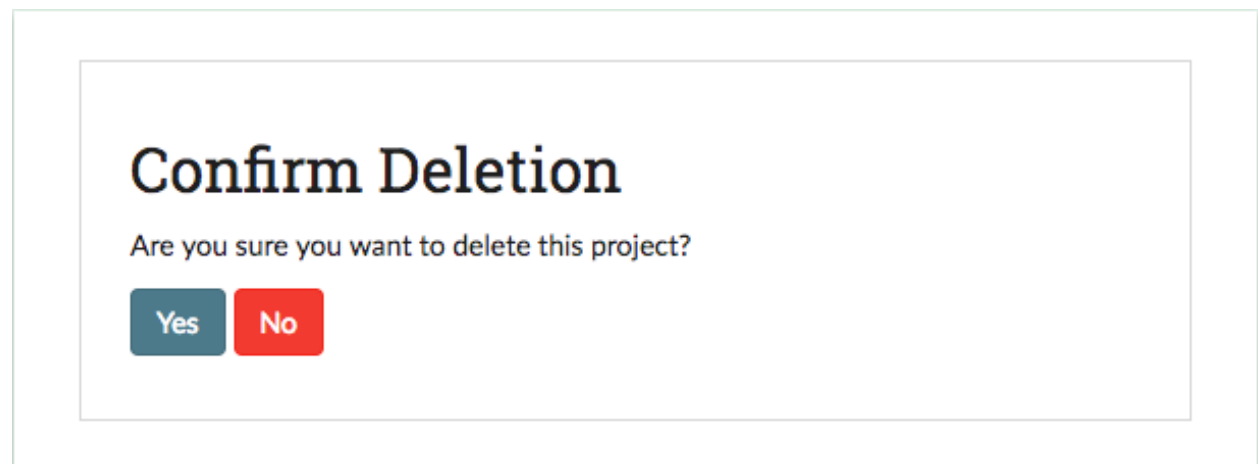 Confirm Deletion
Are you sure you want to delete this project?
Yes No